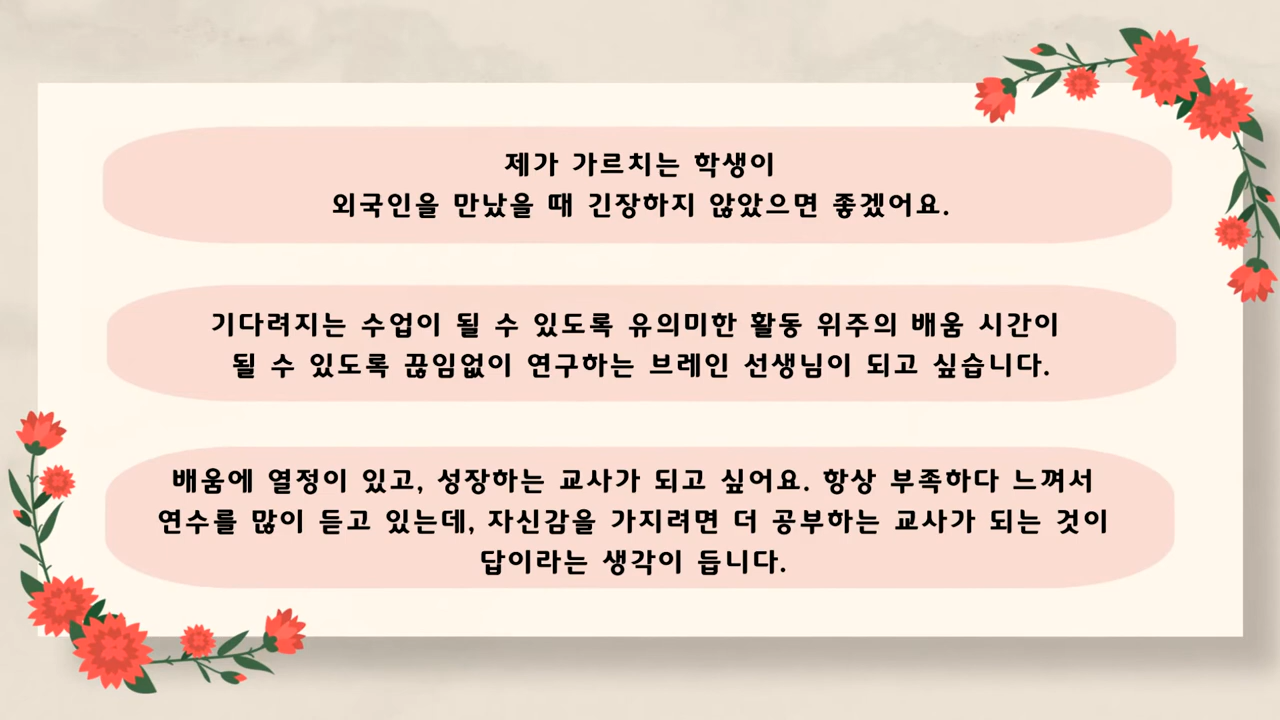 제가 가르치는 학생이
외국인을 만났을 때 긴장하지 않았으면 좋겠어요.
기다려지는 수업이 될 수 있도록 유의미한 활동 위주의 배움 시간이
될 수 있도록 끊임없이 연구하는 브레인 선생님이 되고 싶습니다.
배움에 열정이 있고, 성장하는 교사가 되고 싶어요. 항상 부족하다 느껴서
연수를 많이 듣고 있는데, 자신감을 가지려면 더 공부하는 교사가 되는 것이
답이라는 생각이 듭니다.